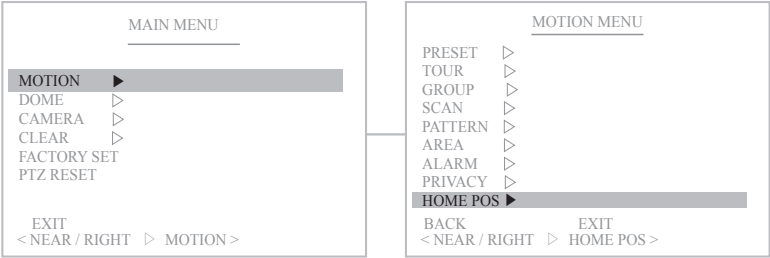 MAIN MENU
MOTION ▶
DOME ▷
CAMERA ▷
CLEAR ▷
FACTORY SET
PTZ RESET
EXIT
< NEAR / RIGHT ▷ MOTION >
MOTION MENU
PRESET ▷
TOUR ▷
GROUP ▷
SCAN ▷
PATTERN ▷
AREA ▷
ALARM ▷
PRIVACY ▷
HOME POS ▶
BACK EXIT
< NEAR / RIGHT ▷ HOME POS >